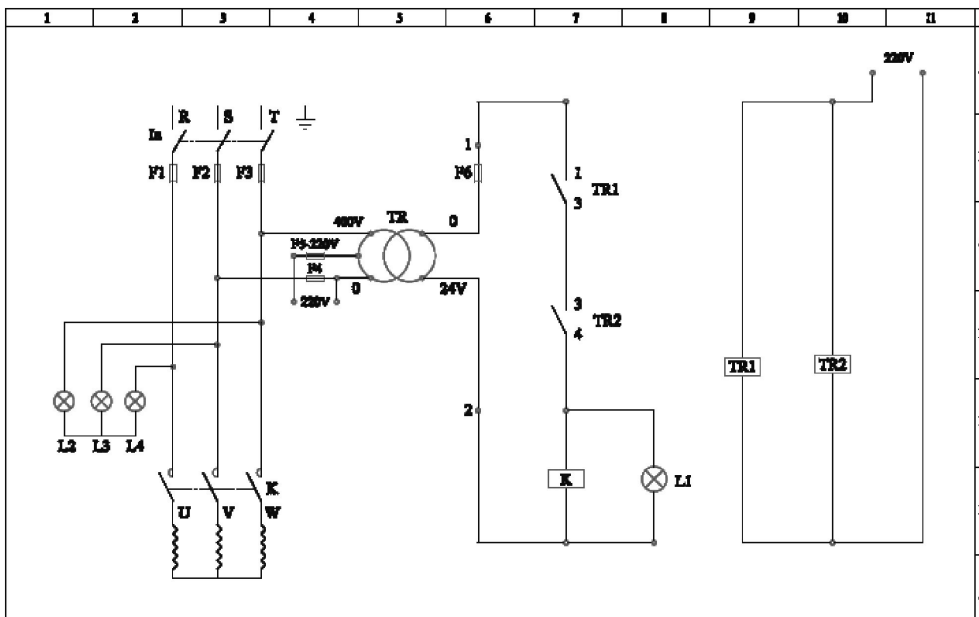 1 2 3 4 5 6 7 8 9 10 11
220V
R S T
In
F1 F2 F3
1
F6
1
TR1
3
400V TR 0
F5 220V
F4
220V
0 24V
3
TR2
4
TR1 TR2
2
L2 L3 L4
K
U V W
K
L1